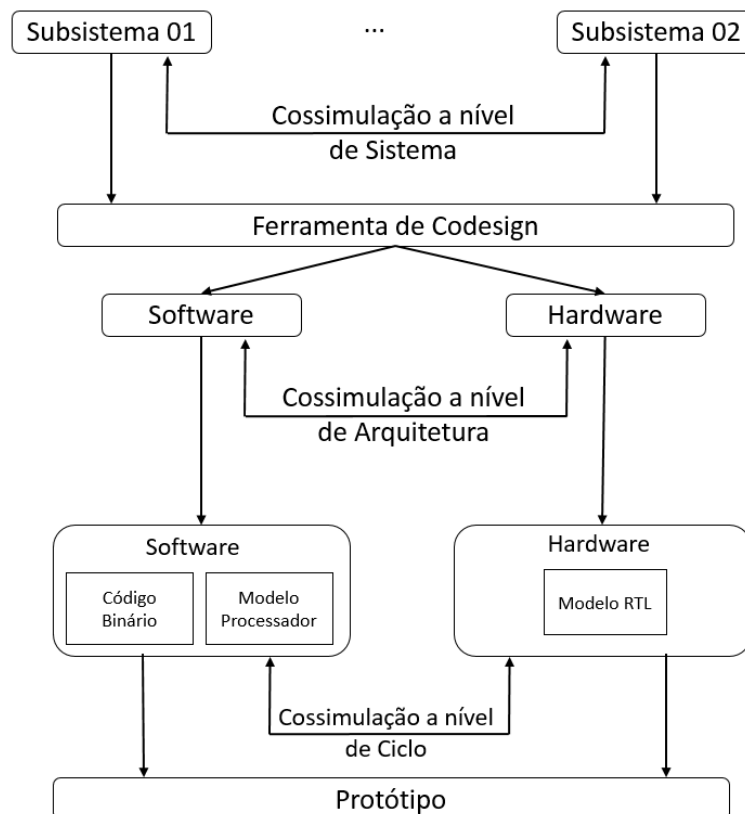 Subsistema 01
...
Subsistema 02
Cossimulação a nível
de Sistema
Ferramenta de Codesign
Software
Hardware
Cossimulação a nível
de Arquitetura
Software
Código
Binário
Modelo
Processador
Hardware
Modelo RTL
Cossimulação a nível
de Ciclo
Protótipo